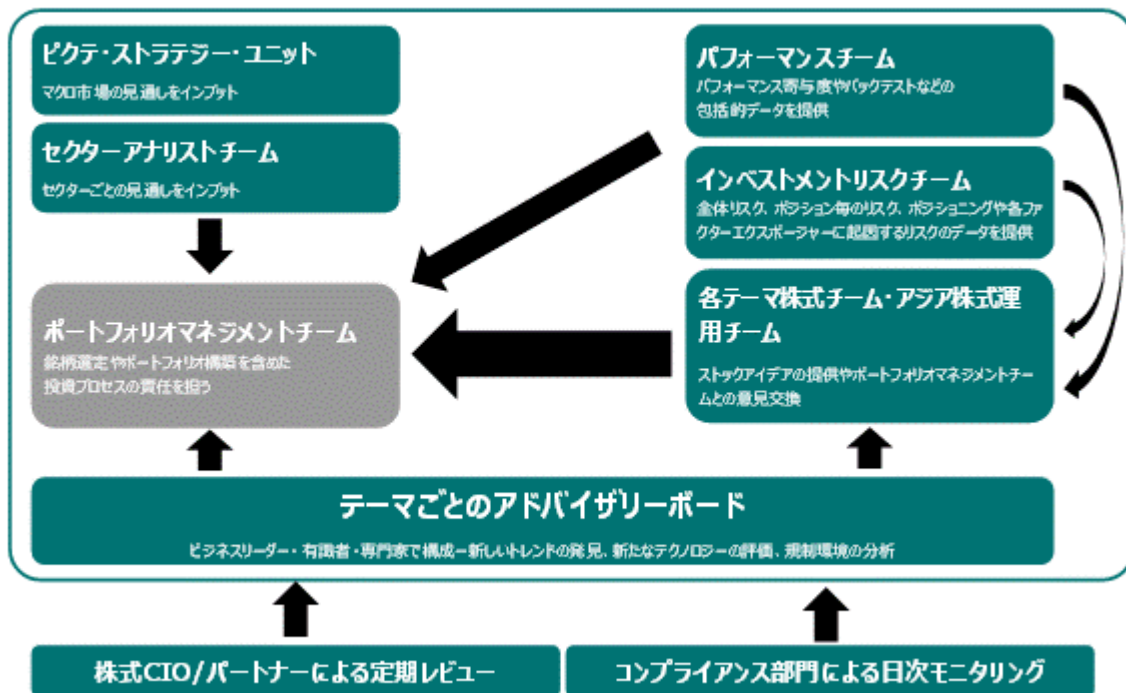 ピクテ・ストラテジー・ユニット
マクロ市場の見通しをインプット
セクターアナリストチーム
セクターごとの見通しをインプット
ポートフォリオマネジメントチーム
銘柄選定やポートフォリオ構築を含めた
投資プロセスの責任を担う
パフォーマンスチーム
パフォーマンス寄与度やバックテストなどの
包括的データを提供
インベストメントリスクチーム
全体リスク、ポジション毎のリスク、ポジショニングや各ファ
クターエクスポージャーに起因するリスクのデータを提供
各テーマ株式チーム・アジア株式運
用チーム
ストックアイデアの提供やポートフォリオマネジメントチー
ムとの意見交換
テーマごとのアドバイザリーボード
ビジネスリーダー・有識者・専門家で構成－新しいトレンドの発見、新たなテクノロジーの評価、規制環境の分析
株式CIO/パートナーによる定期レビュー
コンプライアンス部門による日次モニタリング